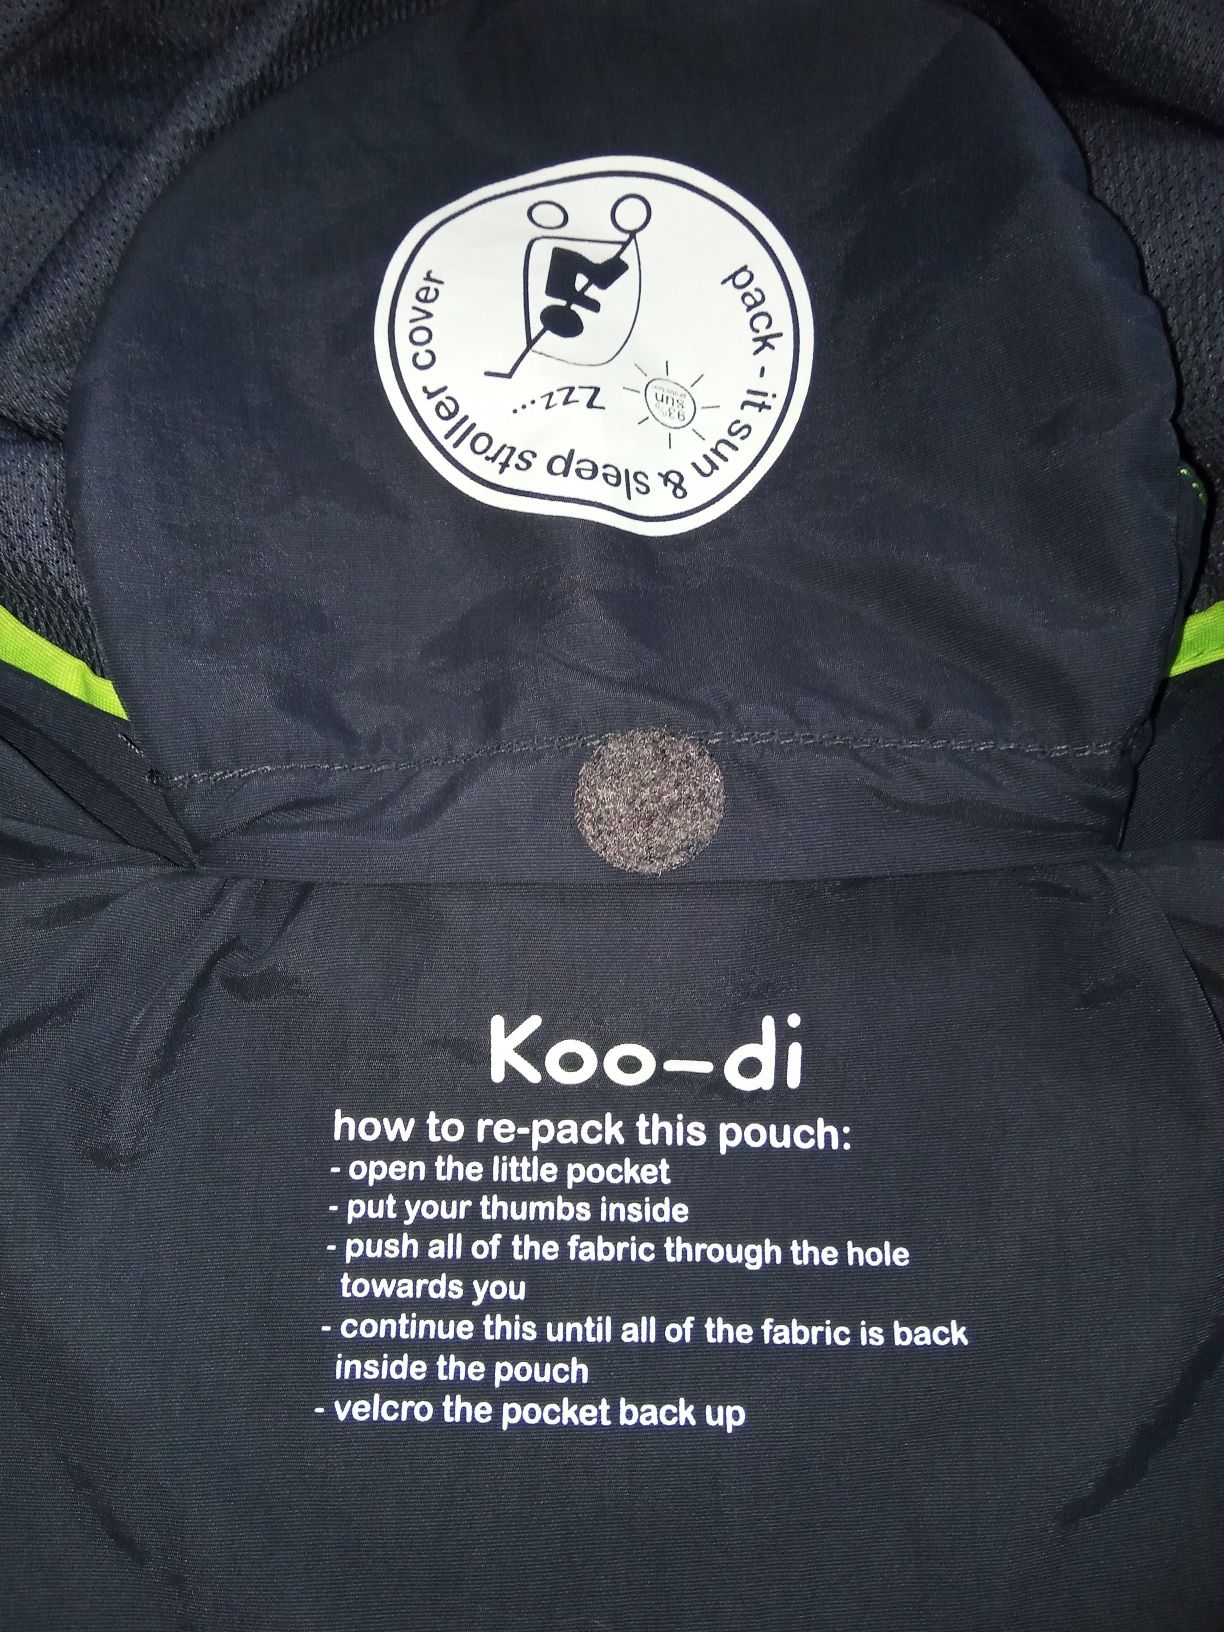 pack - it sun & sleep stroller cover
zzz...
93%
sun
Koo-di
how to re-pack this pouch:
- open the little pocket
- put your thumbs inside
- push all of the fabric through the hole
towards you
- continue this until all of the fabric is back
inside the pouch
- velcro the pocket back up